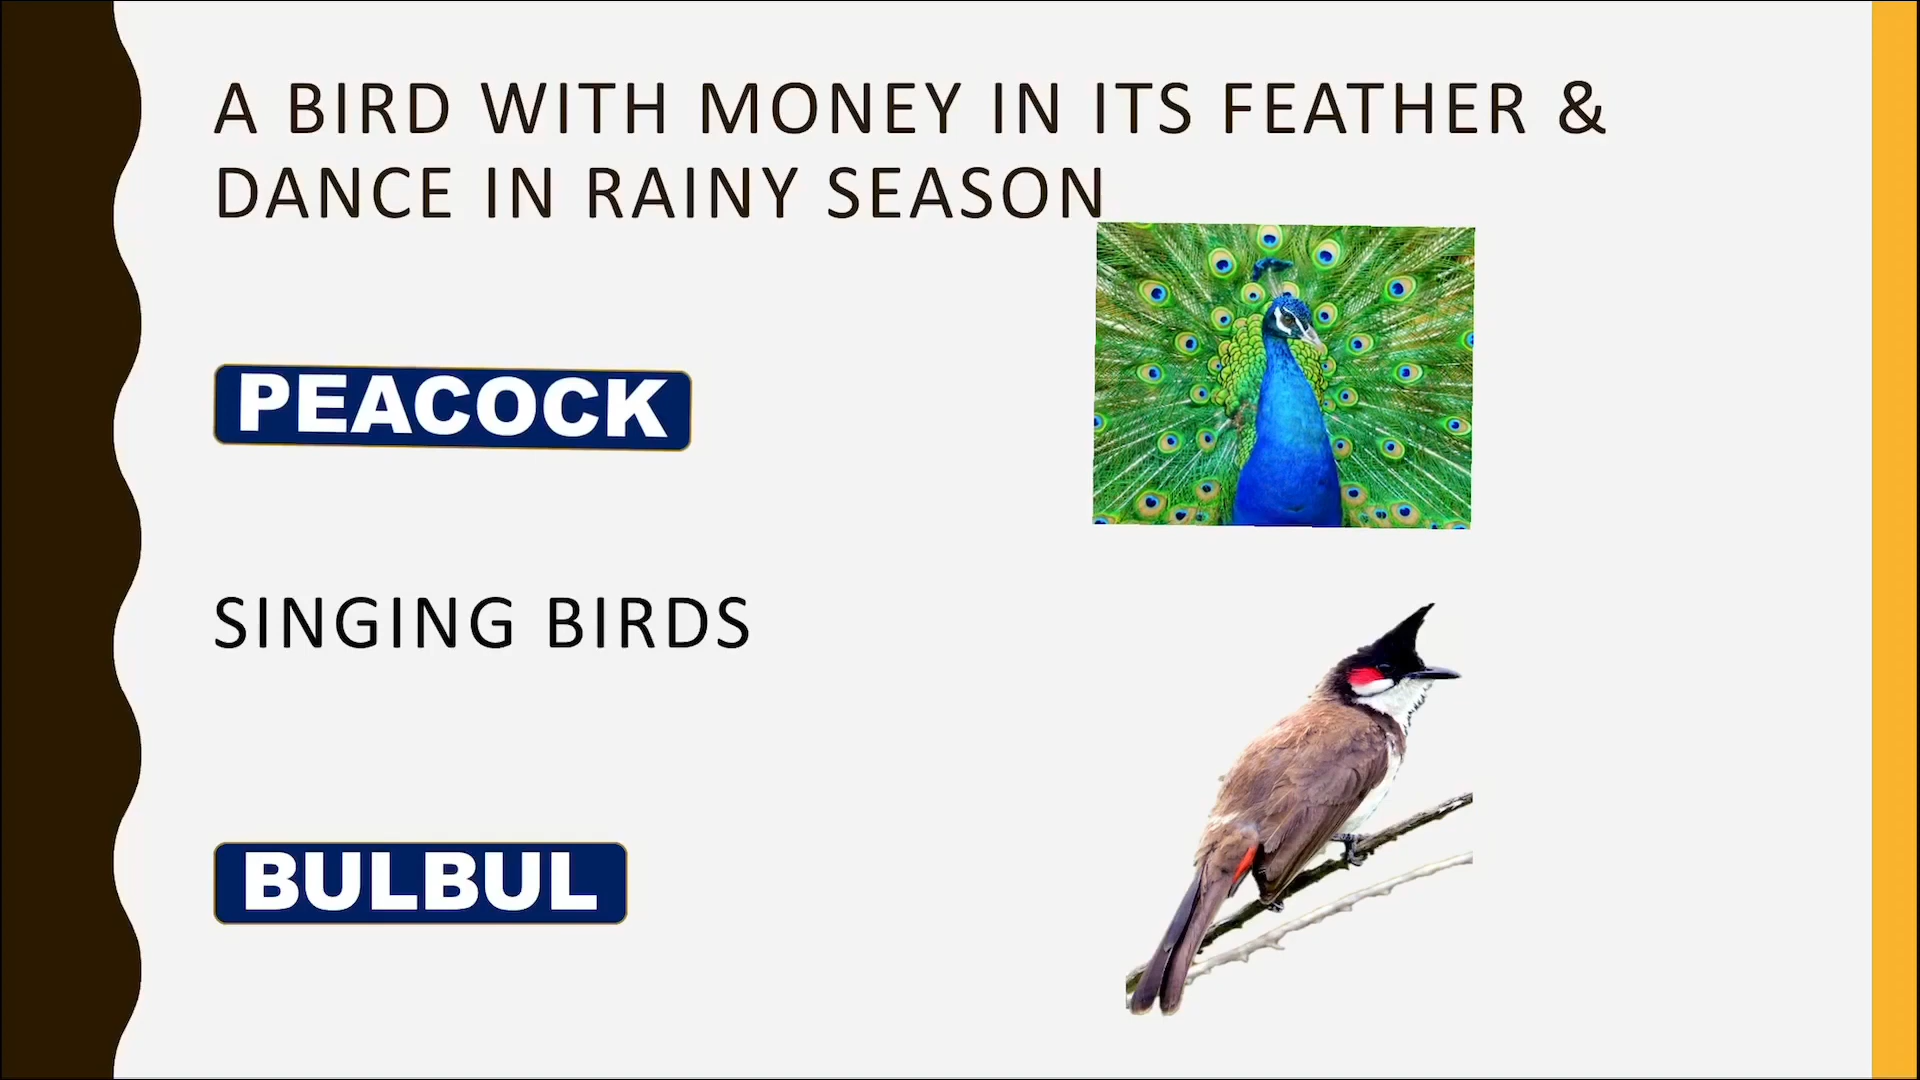 A BIRD WITH MONEY IN ITS FEATHER &
DANCE IN RAINY SEASON
PEACOCK
SINGING BIRDS
BULBUL